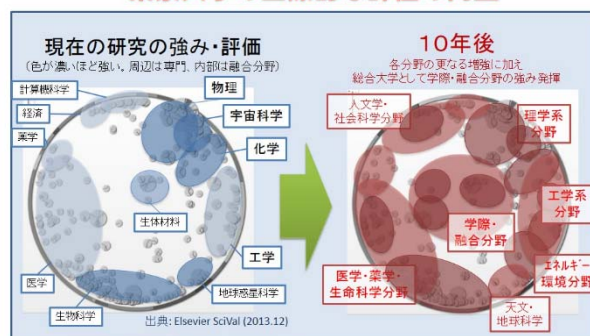 現在の研究の強み・評価
(色が濃いほど強い。周辺は専門、内部は融合分野)
計算機科学
経済
薬学
物理
宇宙科学
化学
生体材料
工学
医学
生物科学
地球惑星科学
出典: Elsevier SciVal (2013.12)
10年後
各分野の更なる増強に加え
総合大学として学際・融合分野の強み発揮
人文学・
社会科学分野
理学系
分野
工学系
分野
学際・
融合分野
エネルギー
環境分野
医学・薬学・
生命科学分野
天文・
地球科学